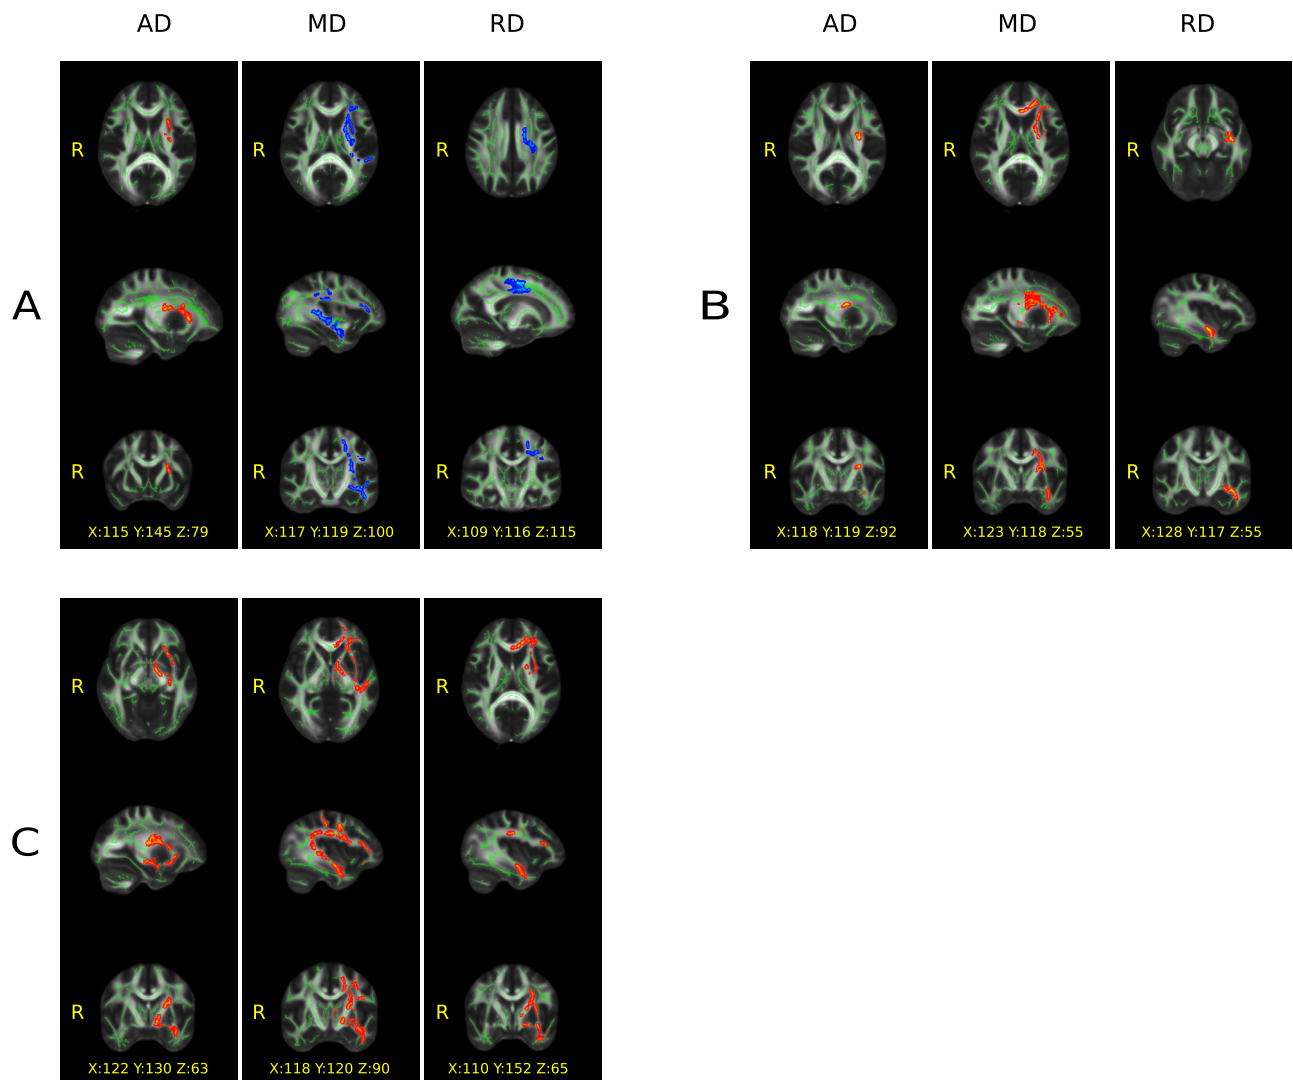 AD MD RD
AD MD RD
A
R R R
R R R
X:115 Y:145 Z:79 X:117 Y:119 Z:100 X:109 Y:116 Z:115
B
R R R
R R R
X:118 Y:119 Z:92 X:123 Y:118 Z:55 X:128 Y:117 Z:55
C
R R R
R R R
X:122 Y:130 Z:63 X:118 Y:120 Z:90 X:110 Y:152 Z:65